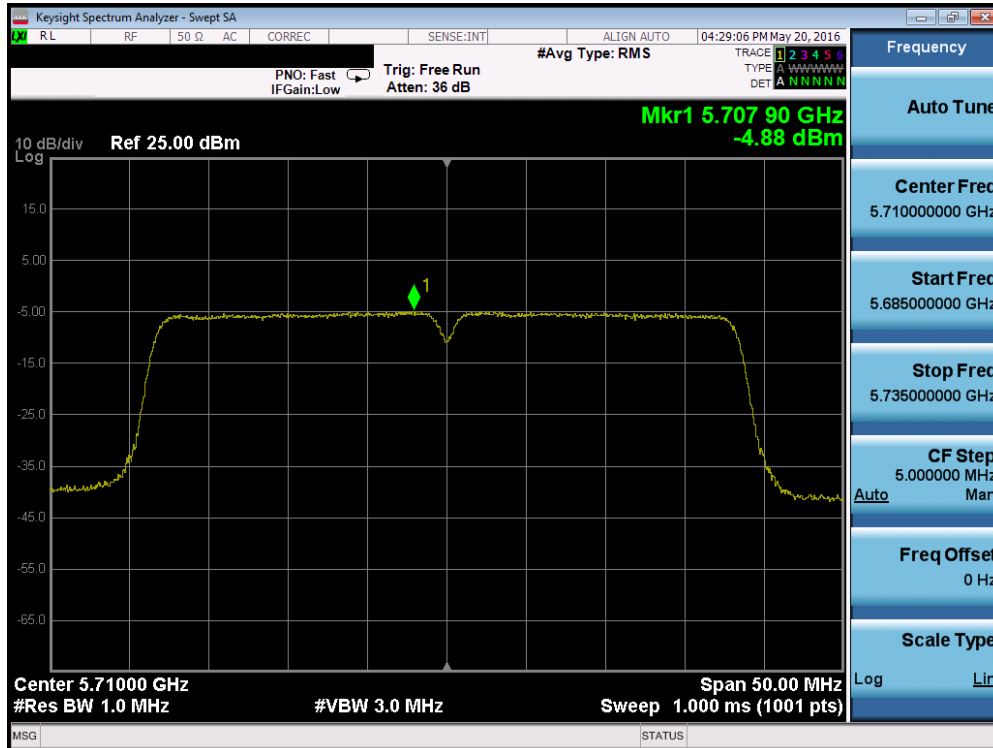 Keysight Spectrum Analyzer - Swept SA
LXI RL RF 50 Ω AC CORREC SENSE:INT ALIGN AUTO 04:29:06 PM May 20, 2016
PNO: Fast
IFGain:Low
Trig: Free Run
Atten: 36 dB
#Avg Type: RMS
TRACE 1 2 3 4 5 6
TYPE A WWWWW
DET A N N N N N
Mkr1 5.707 90 GHz
-4.88 dBm
10 dB/div Ref 25.00 dBm
Log
15.0
5.00
-5.00
-15.0
-25.0
-35.0
-45.0
-55.0
-65.0
1
Center 5.71000 GHz Span 50.00 MHz
#Res BW 1.0 MHz #VBW 3.0 MHz Sweep 1.000 ms (1001 pts)
MSG STATUS
Frequency
Auto Tune
Center Freq
5.710000000 GHz
Start Freq
5.685000000 GHz
Stop Freq
5.735000000 GHz
CF Step
5.000000 MHz
Auto Man
Freq Offset
0 Hz
Scale Type
Log Lin